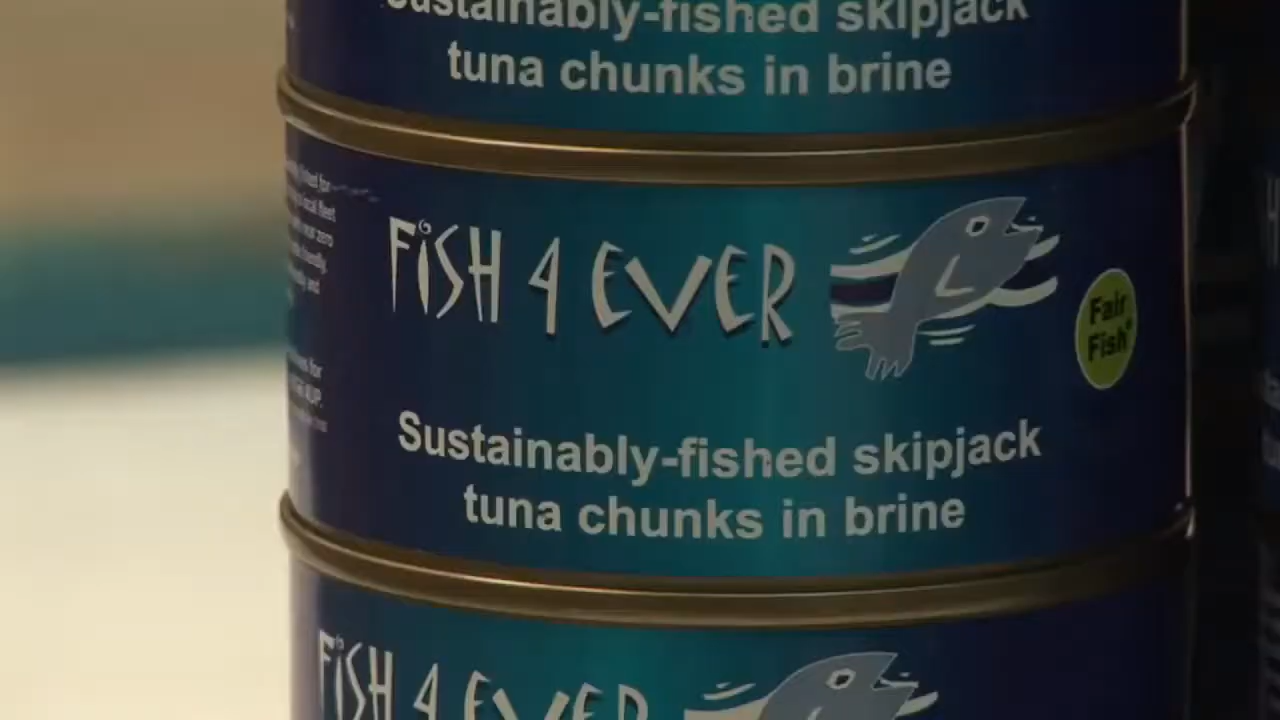 Sustainably-fished skipjack
tuna chunks in brine
FiSH 4 EVER
Fair
Fish®
Sustainably-fished skipjack
tuna chunks in brine
FiSH 4 EVER